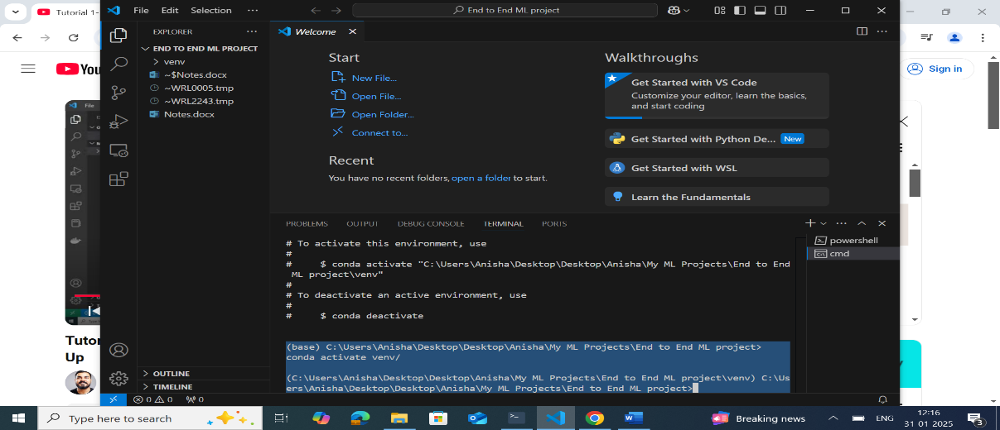 Tutorial 1-
File Edit Selection ...
End to End ML project
EXPLORER
Welcome
END TO END ML PROJECT
venv
~$Notes.docx
~WRL0005.tmp
~WRL2243.tmp
Notes.docx
Start
New File...
Open File...
Open Folder...
Connect to...
Recent
You have no recent folders, open a folder to start.
Walkthroughs
Get Started with VS Code
Customize your editor, learn the basics,
and start coding
Get Started with Python De... New
Get Started with WSL
Learn the Fundamentals
PROBLEMS OUTPUT DEBUG CONSOLE TERMINAL PORTS
powershell
cmd
# To activate this environment, use
#
#     $ conda activate "C:\Users\Anisha\Desktop\Desktop\Anisha\My ML Projects\End to End
 ML project\venv"
#
# To deactivate an active environment, use
#
#     $ conda deactivate
(base) C:\Users\Anisha\Desktop\Desktop\Anisha\My ML Projects\End to End ML project>
conda activate venv/
(C:\Users\Anisha\Desktop\Desktop\Anisha\My ML Projects\End to End ML project\venv) C:\Us
ers\Anisha\Desktop\Desktop\Anisha\My ML Projects\End to End ML project>
OUTLINE
TIMELINE
0 0 0
You
Sign in
File
Tutor
Up
Type here to search
Breaking news
ENG
12:16
31-01-2025
3